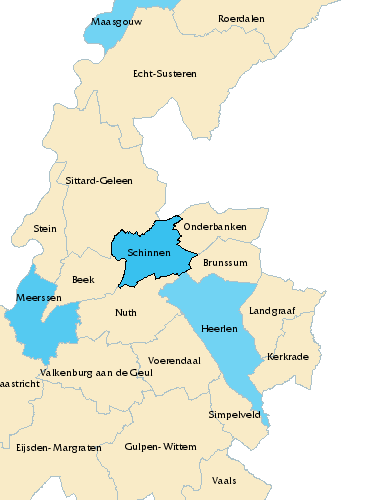 Maasgouw
Roerdalen
Echt-Susteren
Sittard-Geleen
Stein
Onderbanken
Schinnen
Brunssum
Beek
Meerssen
Nuth
Landgraaf
Heerlen
Voerendaal
Kerkrade
Valkenburg aan de Geul
aastricht
Simpelveld
Eijsden-Margraten
Gulpen-Wittem
Vaals